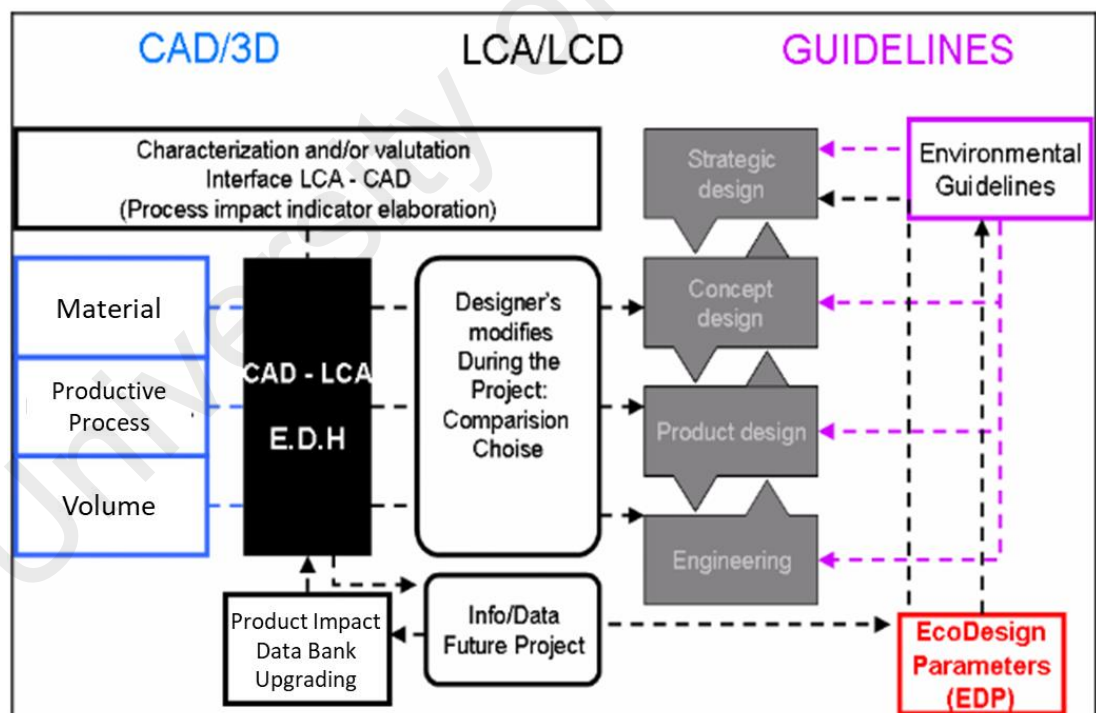 CAD/3D
LCA/LCD
GUIDELINES
Characterization and/or valutation
Interface LCA - CAD
(Process impact indicator elaboration)
Strategic
design
Environmental
Guidelines
Material
Productive
Process
Volume
CAD - LCA
E.D.H
Designer's
modifies
During the
Project:
Comparision
Choise
Concept
design
Product design
Engineering
Product Impact
Data Bank
Upgrading
Info/Data
Future Project
EcoDesign
Parameters
(EDP)
University of